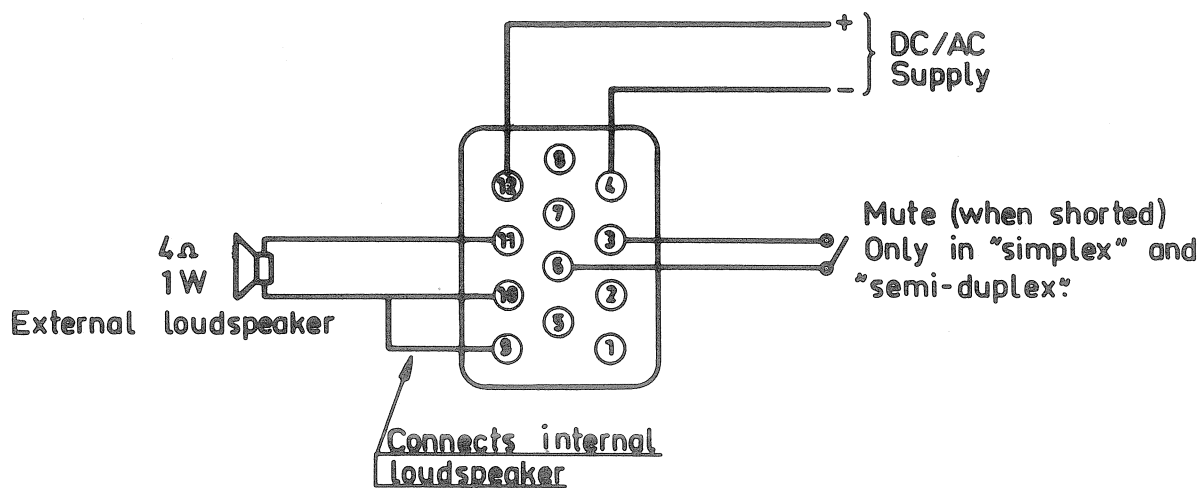 +
DC/AC
Supply
-
8
12
4
7
11
3
6
10
2
5
9
1
4Ω
1W
External loudspeaker
Mute (when shorted)
Only in "simplex" and
"semi-duplex".
Connects internal
loudspeaker